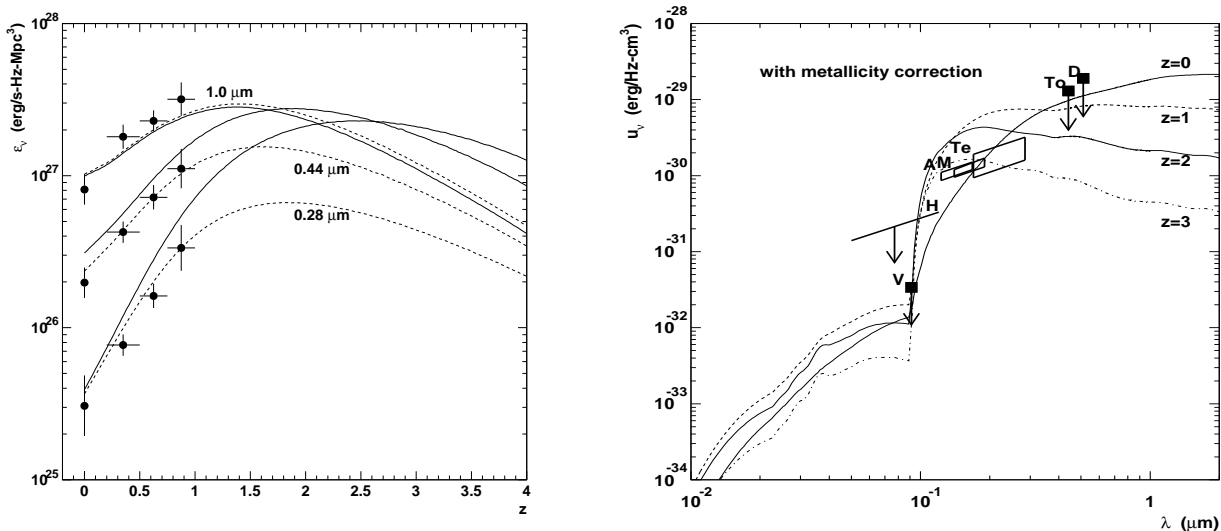 10^28
10^27
10^26
10^25
ε_ν (erg/s-Hz-Mpc^3)
1.0 μm
0.44 μm
0.28 μm
0 0.5 1 1.5 2 2.5 3 3.5 4
z
10^-28
10^-29
10^-30
10^-31
10^-32
10^-33
10^-34
u_ν (erg/Hz-cm^3)
with metallicity correction
D
To
z=0
z=1
Te
AM
z=2
H
z=3
V
10^-2 10^-1 1
λ (μm)